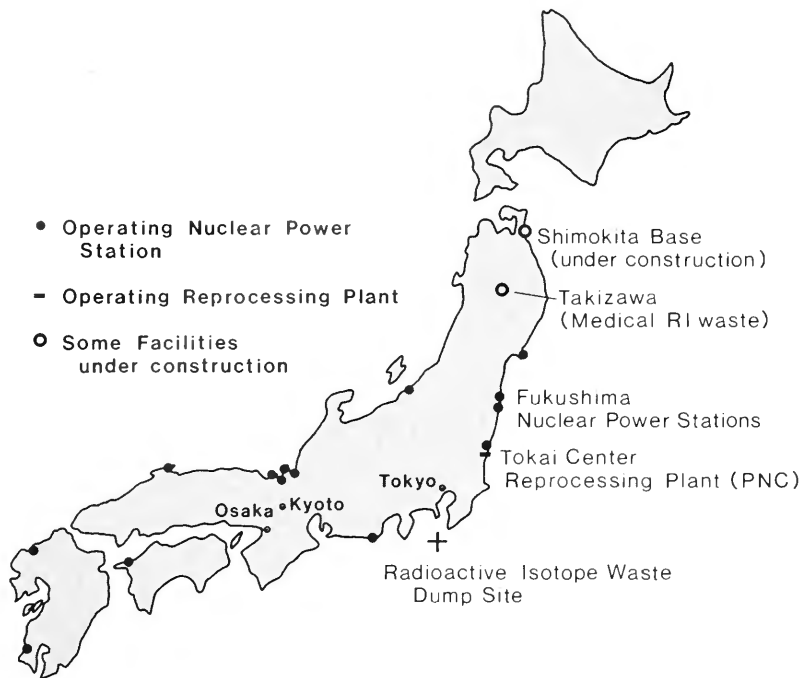 • Operating Nuclear Power
Station
- Operating Reprocessing Plant
o Some Facilities
under construction
Shimokita Base
(under construction)
Takizawa
(Medical RI waste)
Fukushima
Nuclear Power Stations
Tokai Center
Reprocessing Plant (PNC)
Tokyo
Kyoto
Osaka
Radioactive Isotope Waste
Dump Site